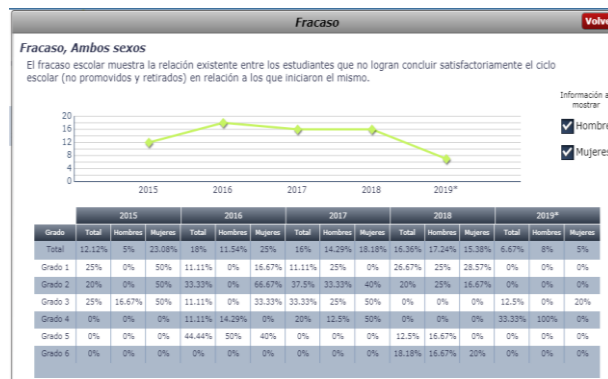 Fracaso
Volve
Fracaso, Ambos sexos
El fracaso escolar muestra la relación existente entre los estudiantes que no logran concluir satisfactoriamente el ciclo
escolar (no promovidos y retirados) en relación a los que iniciaron el mismo.
Información a
mostrar
Hombre
Mujeres
20
16
12
8
4
0
2015 2016 2017 2018 2019*
2015 2016 2017 2018 2019*
Grado Total Hombres Mujeres Total Hombres Mujeres Total Hombres Mujeres Total Hombres Mujeres Total Hombres Mujeres
Total 12.12% 5% 23.08% 18% 11.54% 25% 16% 14.29% 18.18% 16.36% 17.24% 15.38% 6.67% 8% 5%
Grado 1 25% 0% 50% 11.11% 0% 16.67% 11.11% 25% 0% 26.67% 25% 28.57% 0% 0% 0%
Grado 2 20% 0% 50% 33.33% 0% 66.67% 37.5% 33.33% 40% 20% 25% 16.67% 0% 0% 0%
Grado 3 25% 16.67% 50% 11.11% 0% 33.33% 33.33% 25% 50% 0% 0% 0% 12.5% 0% 20%
Grado 4 0% 0% 0% 11.11% 14.29% 0% 20% 12.5% 50% 0% 0% 0% 33.33% 100% 0%
Grado 5 0% 0% 0% 44.44% 50% 40% 0% 0% 0% 12.5% 16.67% 0% 0% 0% 0%
Grado 6 0% 0% 0% 0% 0% 0% 0% 0% 0% 18.18% 16.67% 20% 0% 0% 0%